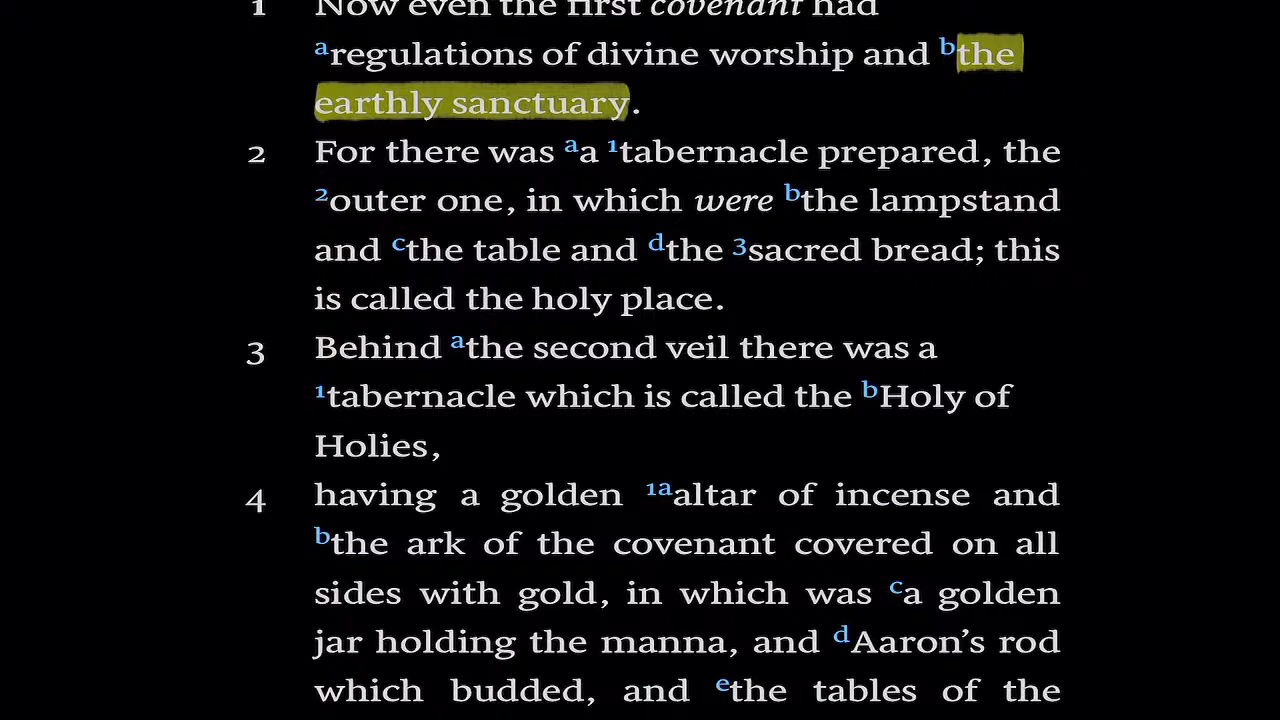 1 Now even the first covenant had
aregulations of divine worship and bthe
earthly sanctuary.
2 For there was aa 1tabernacle prepared, the
2outer one, in which were bthe lampstand
and cthe table and dthe 3sacred bread; this
is called the holy place.
3 Behind athe second veil there was a
1tabernacle which is called the bHoly of
Holies,
4 having a golden 1aaltar of incense and
bthe ark of the covenant covered on all
sides with gold, in which was ca golden
jar holding the manna, and dAaron’s rod
which budded, and ethe tables of the